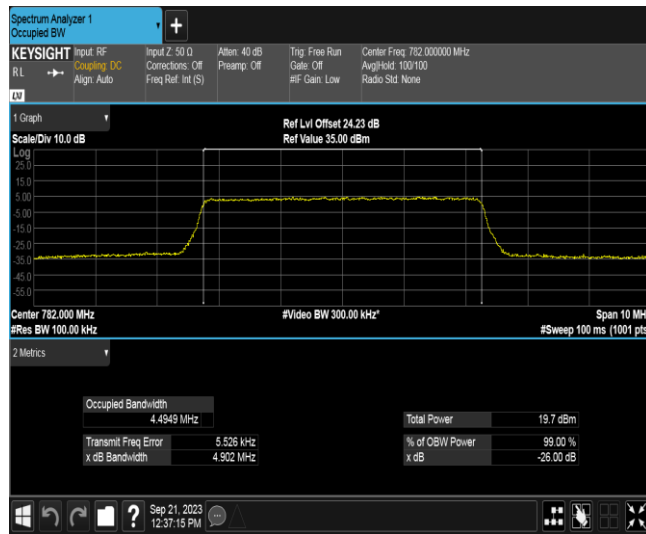 Spectrum Analyzer 1
Occupied BW
+
KEYSIGHT
RL
LXI
Input: RF
Coupling: DC
Align: Auto
Input Z: 50 Ω
Corrections: Off
Freq Ref: Int (S)
Atten: 40 dB
Preamp: Off
Trig: Free Run
Gate: Off
#IF Gain: Low
Center Freq: 782.000000 MHz
Avg|Hold: 100/100
Radio Std: None
1 Graph
Scale/Div 10.0 dB
Ref Lvl Offset 24.23 dB
Ref Value 35.00 dBm
Log
25.0
15.0
5.00
-5.00
-15.0
-25.0
-35.0
-45.0
-55.0
Center 782.000 MHz
#Res BW 100.00 kHz
#Video BW 300.00 kHz*
Span 10 MH
#Sweep 100 ms (1001 pts
2 Metrics
Occupied Bandwidth
4.4949 MHz
Transmit Freq Error 5.526 kHz
x dB Bandwidth 4.902 MHz
Total Power 19.7 dBm
% of OBW Power 99.00 %
x dB -26.00 dB
?
Sep 21, 2023
12:37:15 PM